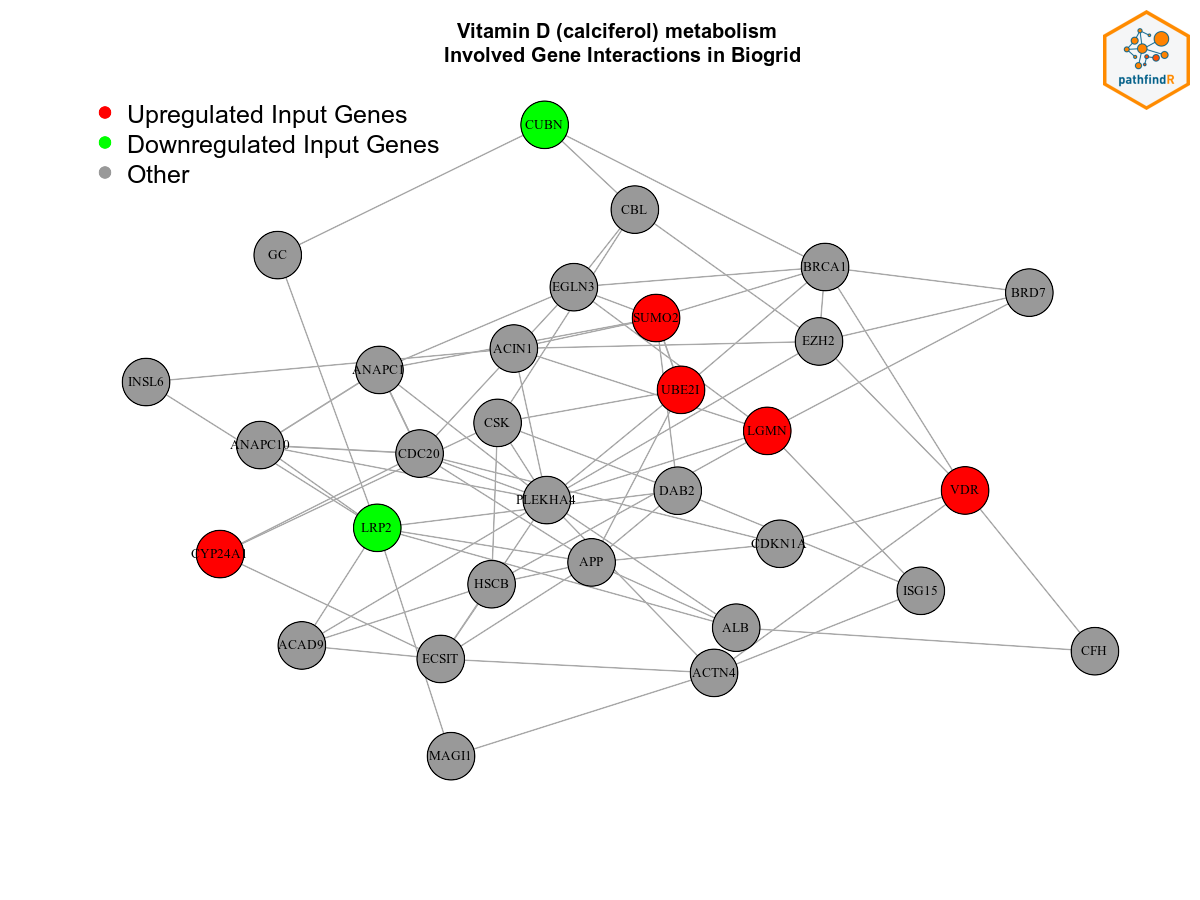 Vitamin D (calciferol) metabolism
Involved Gene Interactions in Biogrid
pathfindR
Upregulated Input Genes
Downregulated Input Genes
Other
CUBN
CBL
GC
BRCA1
EGLN3
BRD7
SUMO2
EZH2
ACIN1
ANAPC1
INSL6
UBE2I
CSK
LGMN
ANAPC10
CDC20
VDR
DAB2
PLEKHA4
LRP2
CDKN1A
CYP24A1
APP
HSCB
ISG15
ALB
ACAD9
CFH
ECSIT
ACTN4
MAGI1